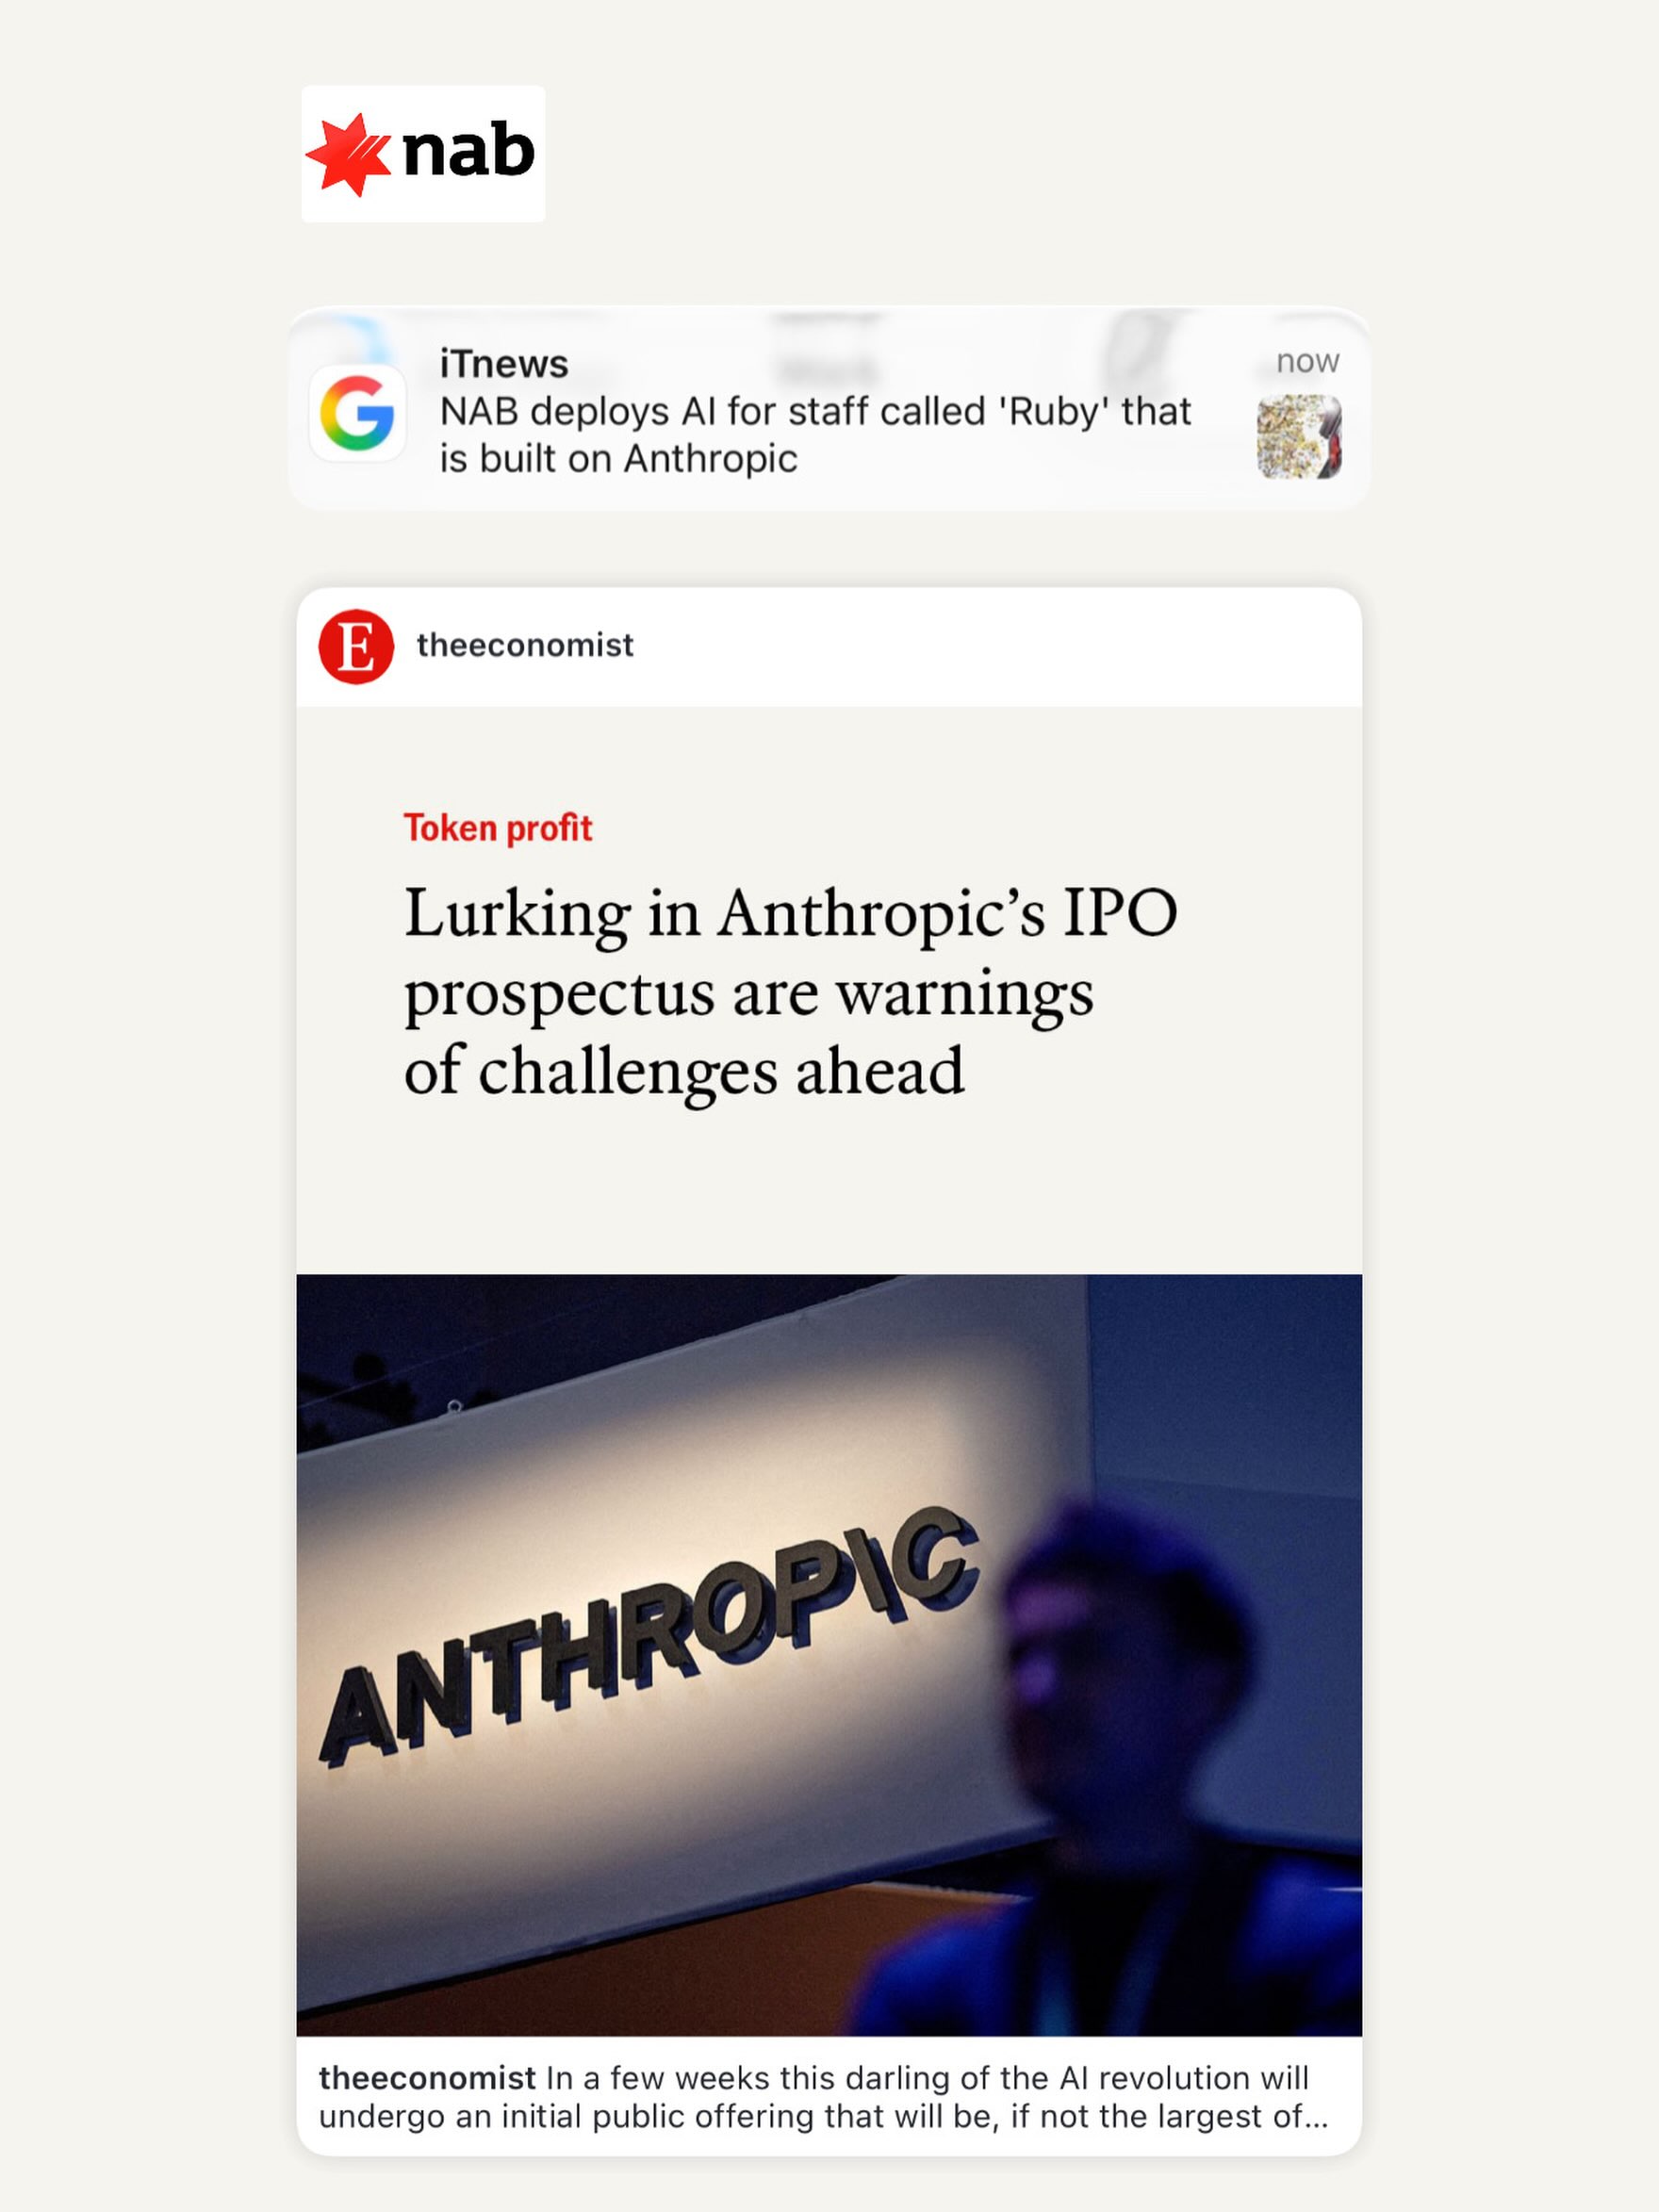 nab
iTnews
now
NAB deploys AI for staff called 'Ruby' that
is built on Anthropic
theeconomist
Token profit
Lurking in Anthropic’s IPO
prospectus are warnings
of challenges ahead
ANTHROPIC
theeconomist In a few weeks this darling of the AI revolution will
undergo an initial public offering that will be, if not the largest of...